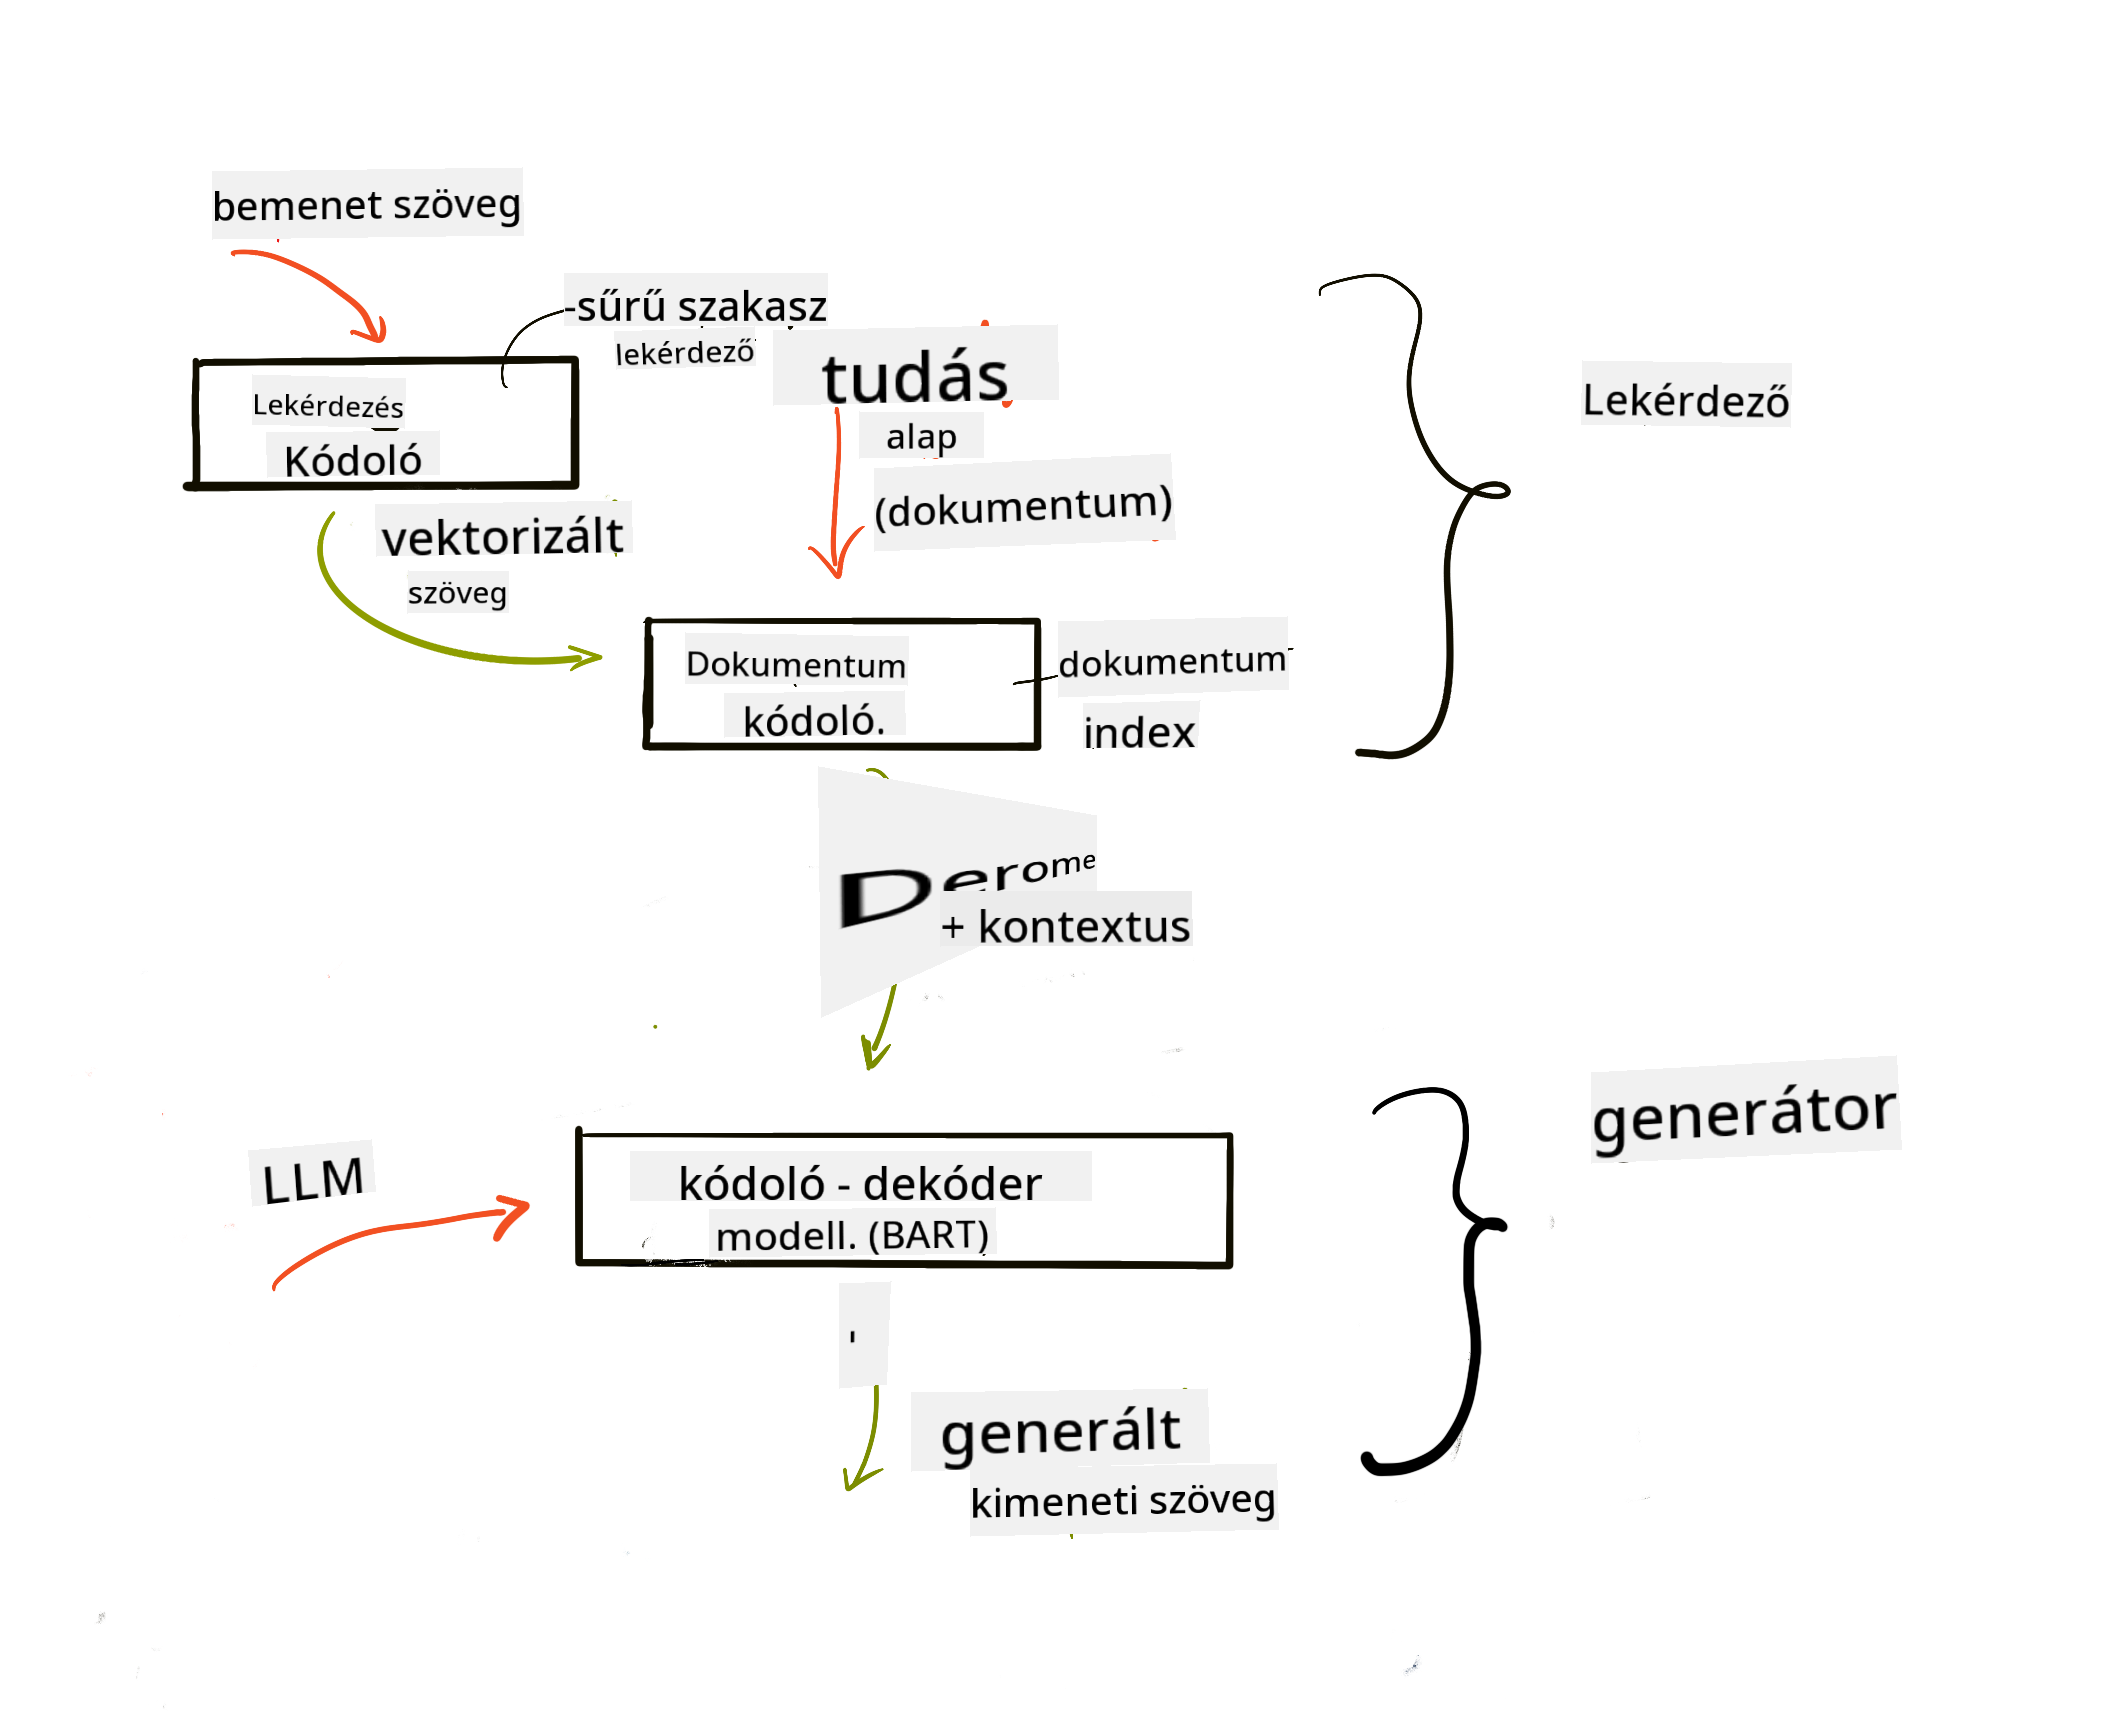 bemenet szöveg
-sűrű szakasz
lekérdező
Lekérdezés
Kódoló
tudás
alap
(dokumentum)
Lekérdező
vektorizált
szöveg
Dokumentum
kódoló.
dokumentum
index
Derome
+ kontextus
generátor
LLM
kódoló - dekóder
modell. (BART)
'
generált
kimeneti szöveg